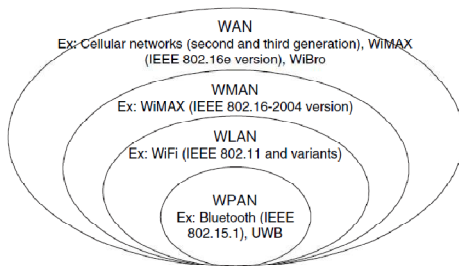 WAN
Ex: Cellular networks (second and third generation), WiMAX
(IEEE 802.16e version), WiBro
WMAN
Ex: WiMAX (IEEE 802.16-2004 version)
WLAN
Ex: WiFi (IEEE 802.11 and variants)
WPAN
Ex: Bluetooth (IEEE
802.15.1), UWB